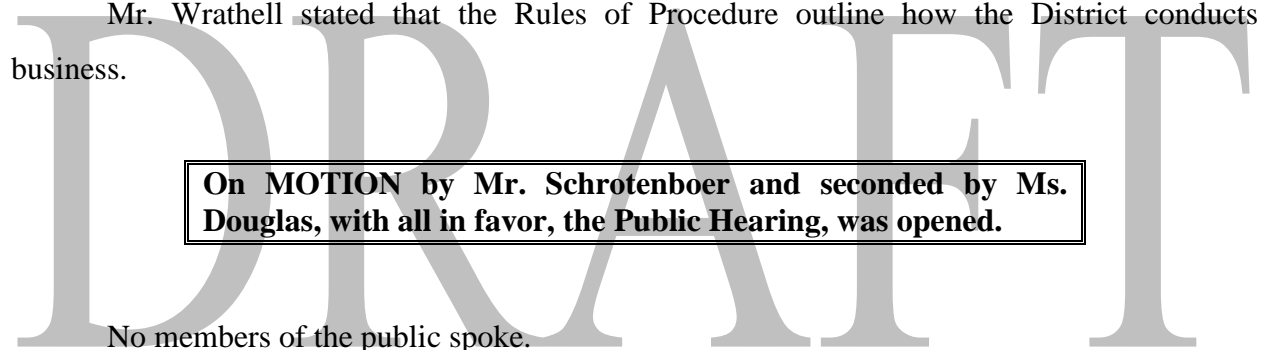 Mr. Wrathell stated that the Rules of Procedure outline how the District conducts
business.
On MOTION by Mr. Schrotenboer and seconded by Ms.
Douglas, with all in favor, the Public Hearing, was opened.
No members of the public spoke.
DRAFT